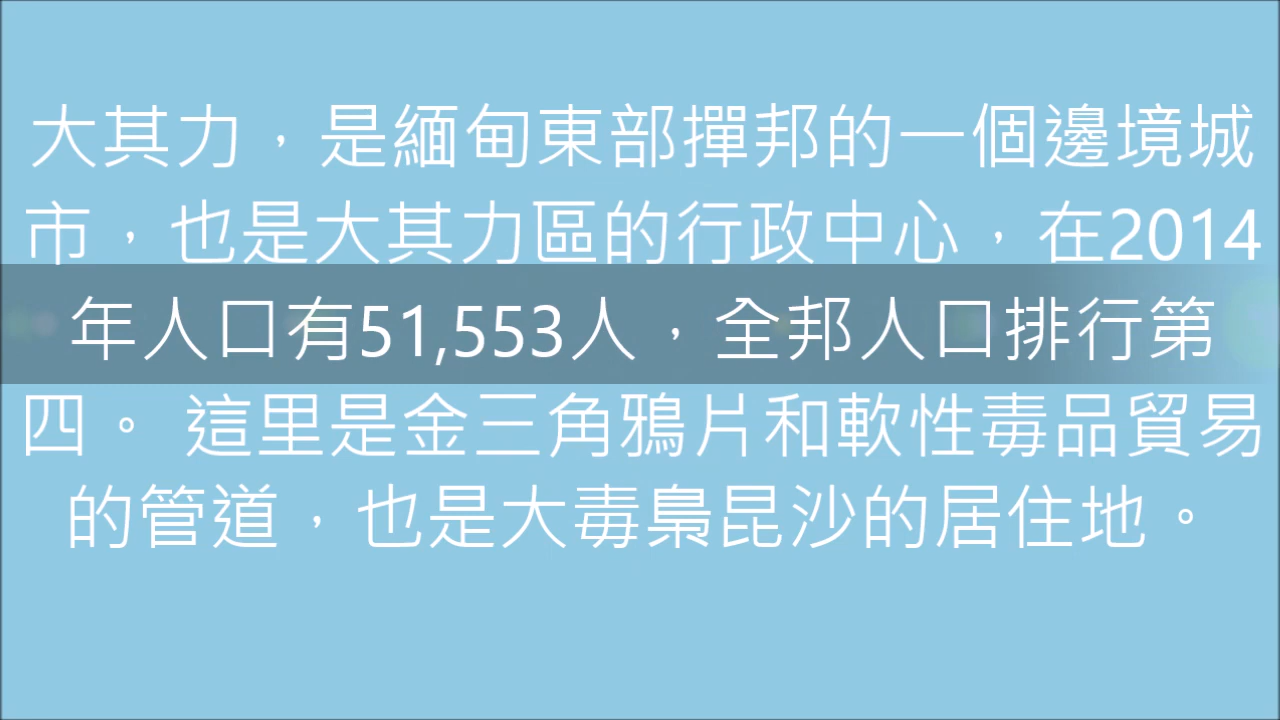 大其力，是緬甸東部撣邦的一個邊境城
市，也是大其力區的行政中心，在2014
年人口有51,553人，全邦人口排行第
四。 這里是金三角鴉片和軟性毒品貿易
的管道，也是大毒梟昆沙的居住地。